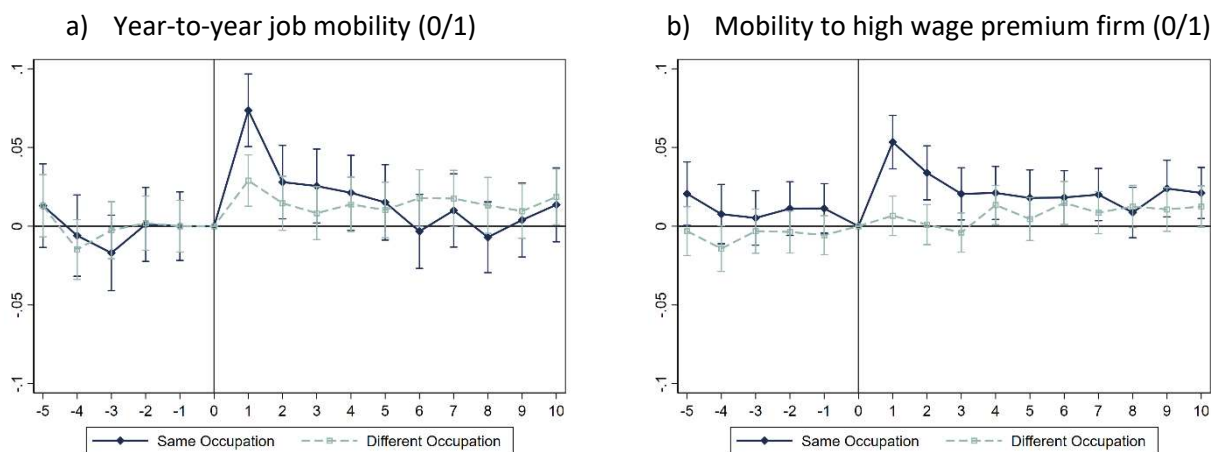 a) Year-to-year job mobility (0/1)
.1
.05
0
-.05
-.1
-5 -4 -3 -2 -1 0 1 2 3 4 5 6 7 8 9 10
Same Occupation Different Occupation
b) Mobility to high wage premium firm (0/1)
.1
.05
0
-.05
-.1
-5 -4 -3 -2 -1 0 1 2 3 4 5 6 7 8 9 10
Same Occupation Different Occupation